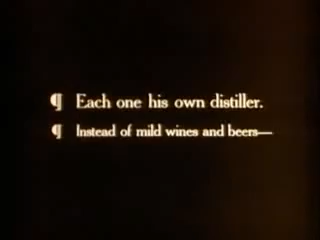 ¶ Each one his own distiller.
¶ Instead of mild wines and beers—